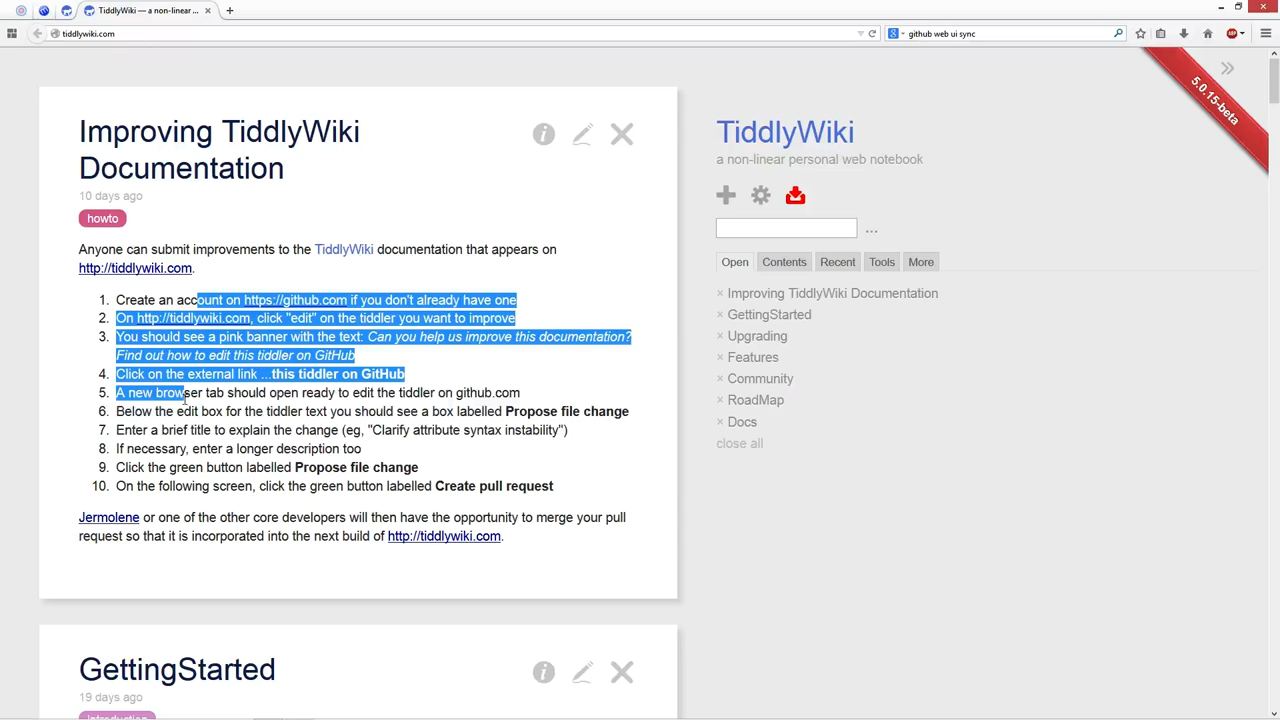 TiddlyWiki — a non-linear ...
tiddlywiki.com
github web ui sync
5.0.15-beta
Improving TiddlyWiki
Documentation
10 days ago
howto
Anyone can submit improvements to the TiddlyWiki documentation that appears on
http://tiddlywiki.com.
1. Create an account on https://github.com if you don't already have one
2. On http://tiddlywiki.com, click "edit" on the tiddler you want to improve
3. You should see a pink banner with the text: Can you help us improve this documentation?
Find out how to edit this tiddler on GitHub
4. Click on the external link ...this tiddler on GitHub
5. A new browser tab should open ready to edit the tiddler on github.com
6. Below the edit box for the tiddler text you should see a box labelled Propose file change
7. Enter a brief title to explain the change (eg, "Clarify attribute syntax instability")
8. If necessary, enter a longer description too
9. Click the green button labelled Propose file change
10. On the following screen, click the green button labelled Create pull request
Jermolene or one of the other core developers will then have the opportunity to merge your pull
request so that it is incorporated into the next build of http://tiddlywiki.com.
GettingStarted
19 days ago
introduction
TiddlyWiki
a non-linear personal web notebook
...
Open Contents Recent Tools More
× Improving TiddlyWiki Documentation
× GettingStarted
× Upgrading
× Features
× Community
× RoadMap
× Docs
close all